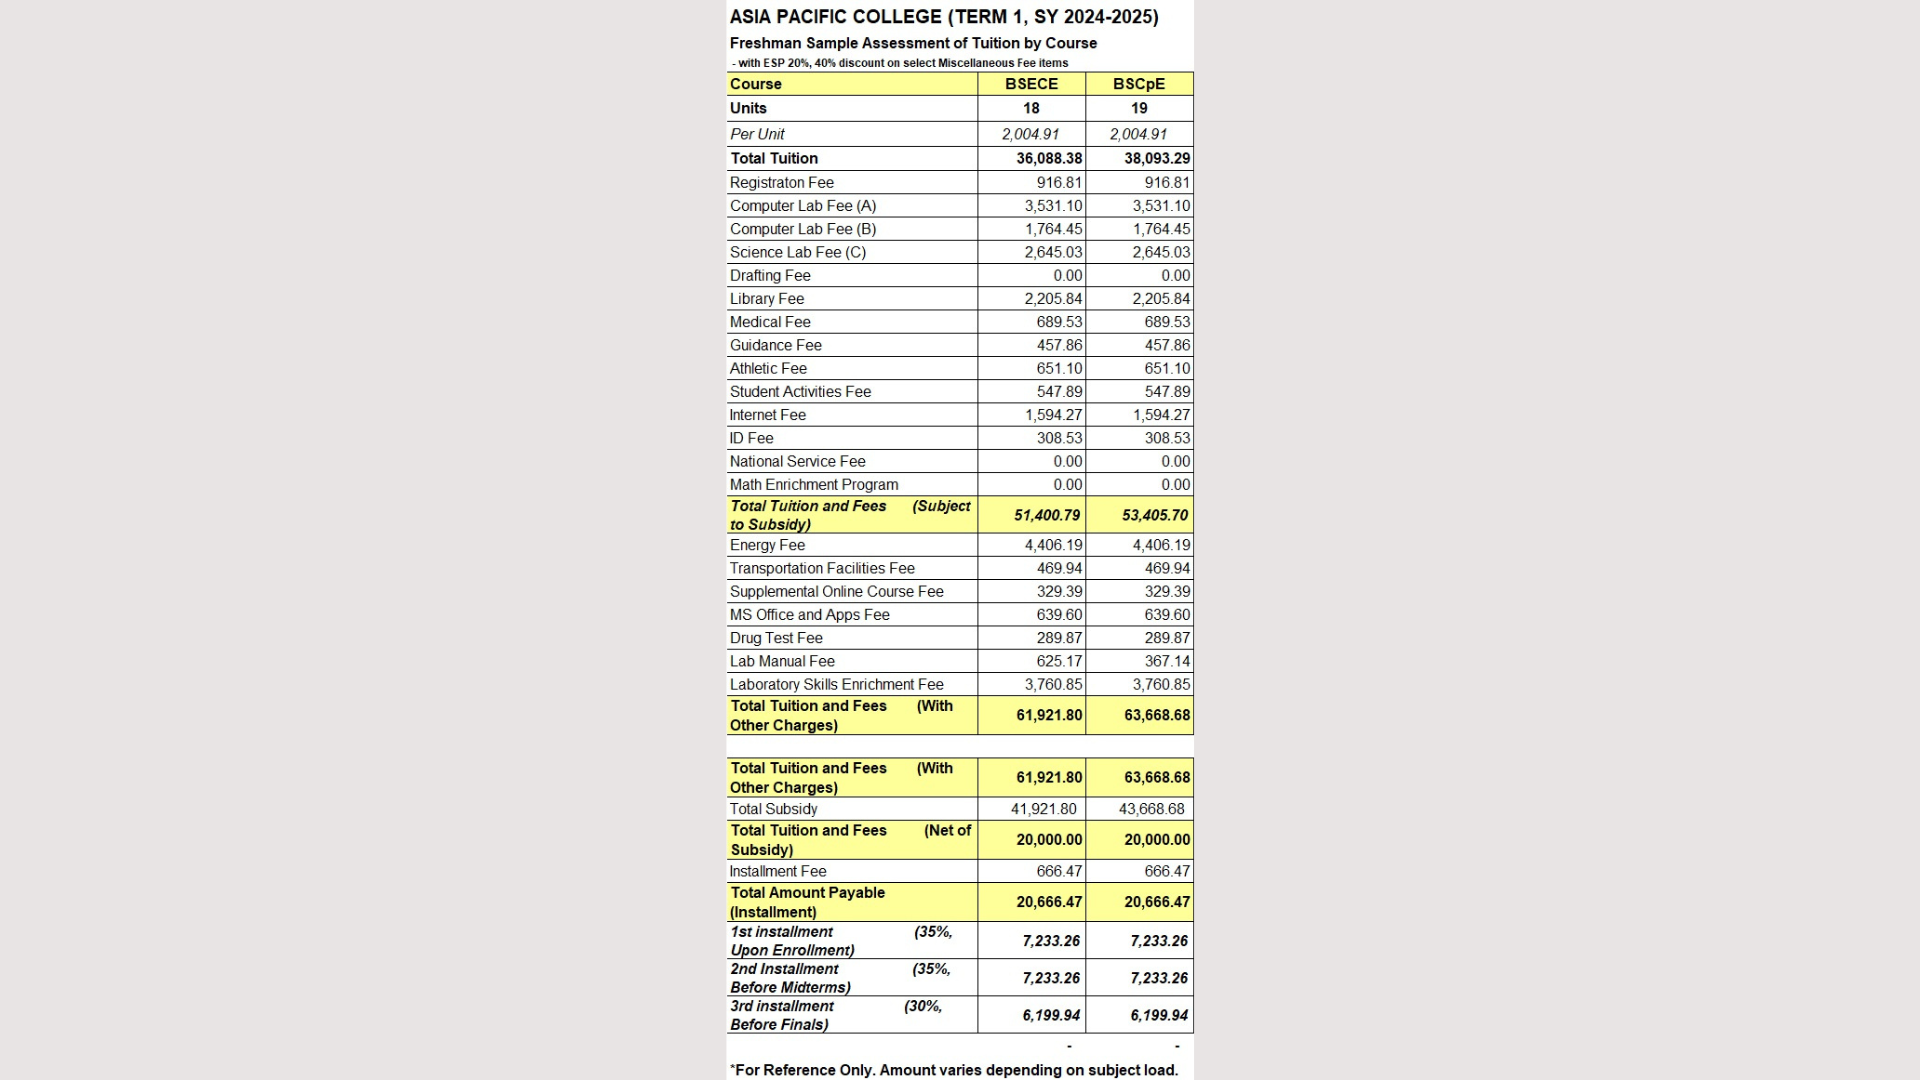 ASIA PACIFIC COLLEGE (TERM 1, SY 2024-2025)
Freshman Sample Assessment of Tuition by Course
- with ESP 20%, 40% discount on select Miscellaneous Fee items
Course BSECE BSCpE
Units 18 19
Per Unit 2,004.91 2,004.91
Total Tuition 36,088.38 38,093.29
Registraton Fee 916.81 916.81
Computer Lab Fee (A) 3,531.10 3,531.10
Computer Lab Fee (B) 1,764.45 1,764.45
Science Lab Fee (C) 2,645.03 2,645.03
Drafting Fee 0.00 0.00
Library Fee 2,205.84 2,205.84
Medical Fee 689.53 689.53
Guidance Fee 457.86 457.86
Athletic Fee 651.10 651.10
Student Activities Fee 547.89 547.89
Internet Fee 1,594.27 1,594.27
ID Fee 308.53 308.53
National Service Fee 0.00 0.00
Math Enrichment Program 0.00 0.00
Total Tuition and Fees (Subject
to Subsidy) 51,400.79 53,405.70
Energy Fee 4,406.19 4,406.19
Transportation Facilities Fee 469.94 469.94
Supplemental Online Course Fee 329.39 329.39
MS Office and Apps Fee 639.60 639.60
Drug Test Fee 289.87 289.87
Lab Manual Fee 625.17 367.14
Laboratory Skills Enrichment Fee 3,760.85 3,760.85
Total Tuition and Fees (With
Other Charges) 61,921.80 63,668.68
Total Tuition and Fees (With
Other Charges) 61,921.80 63,668.68
Total Subsidy 41,921.80 43,668.68
Total Tuition and Fees (Net of
Subsidy) 20,000.00 20,000.00
Installment Fee 666.47 666.47
Total Amount Payable
(Installment) 20,666.47 20,666.47
1st installment (35%,
Upon Enrollment) 7,233.26 7,233.26
2nd Installment (35%,
Before Midterms) 7,233.26 7,233.26
3rd installment (30%,
Before Finals) 6,199.94 6,199.94
- -
*For Reference Only. Amount varies depending on subject load.